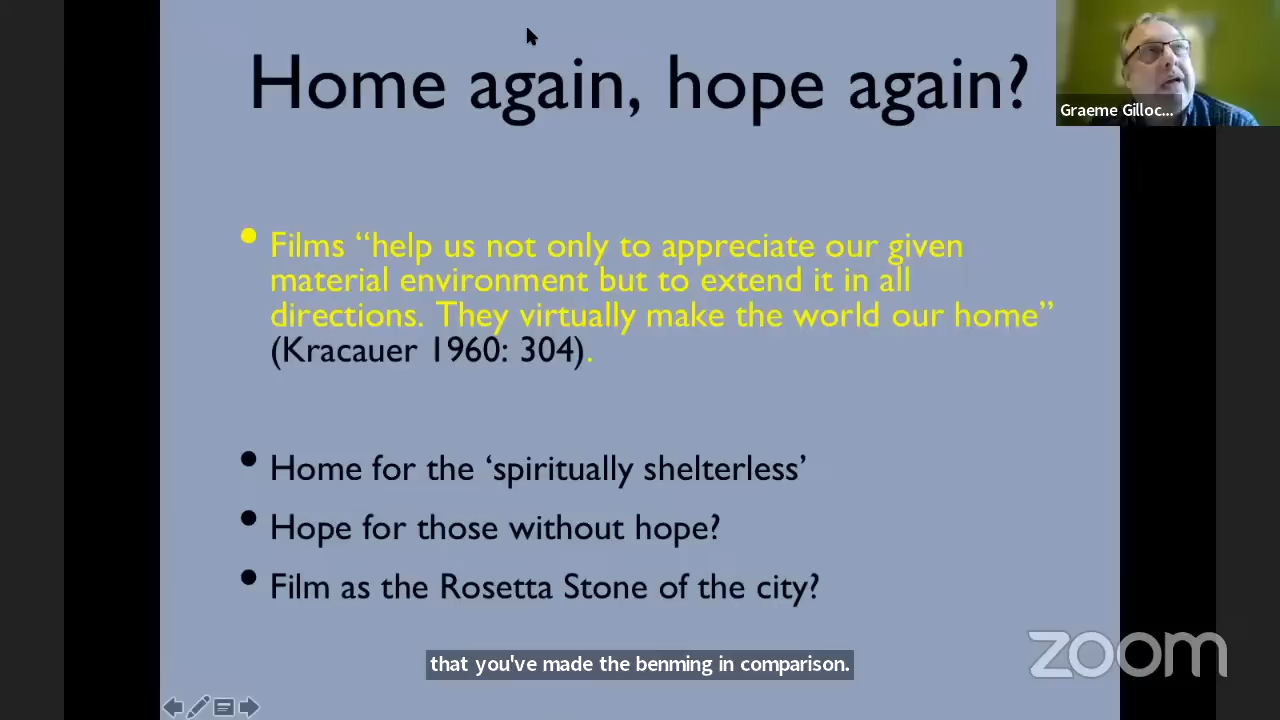 Home again, hope again?
Graeme Gilloc...
Films “help us not only to appreciate our given
material environment but to extend it in all
directions. They virtually make the world our home”
(Kracauer 1960: 304).
Home for the ‘spiritually shelterless’
Hope for those without hope?
Film as the Rosetta Stone of the city?
that you've made the benming in comparison.
zoom